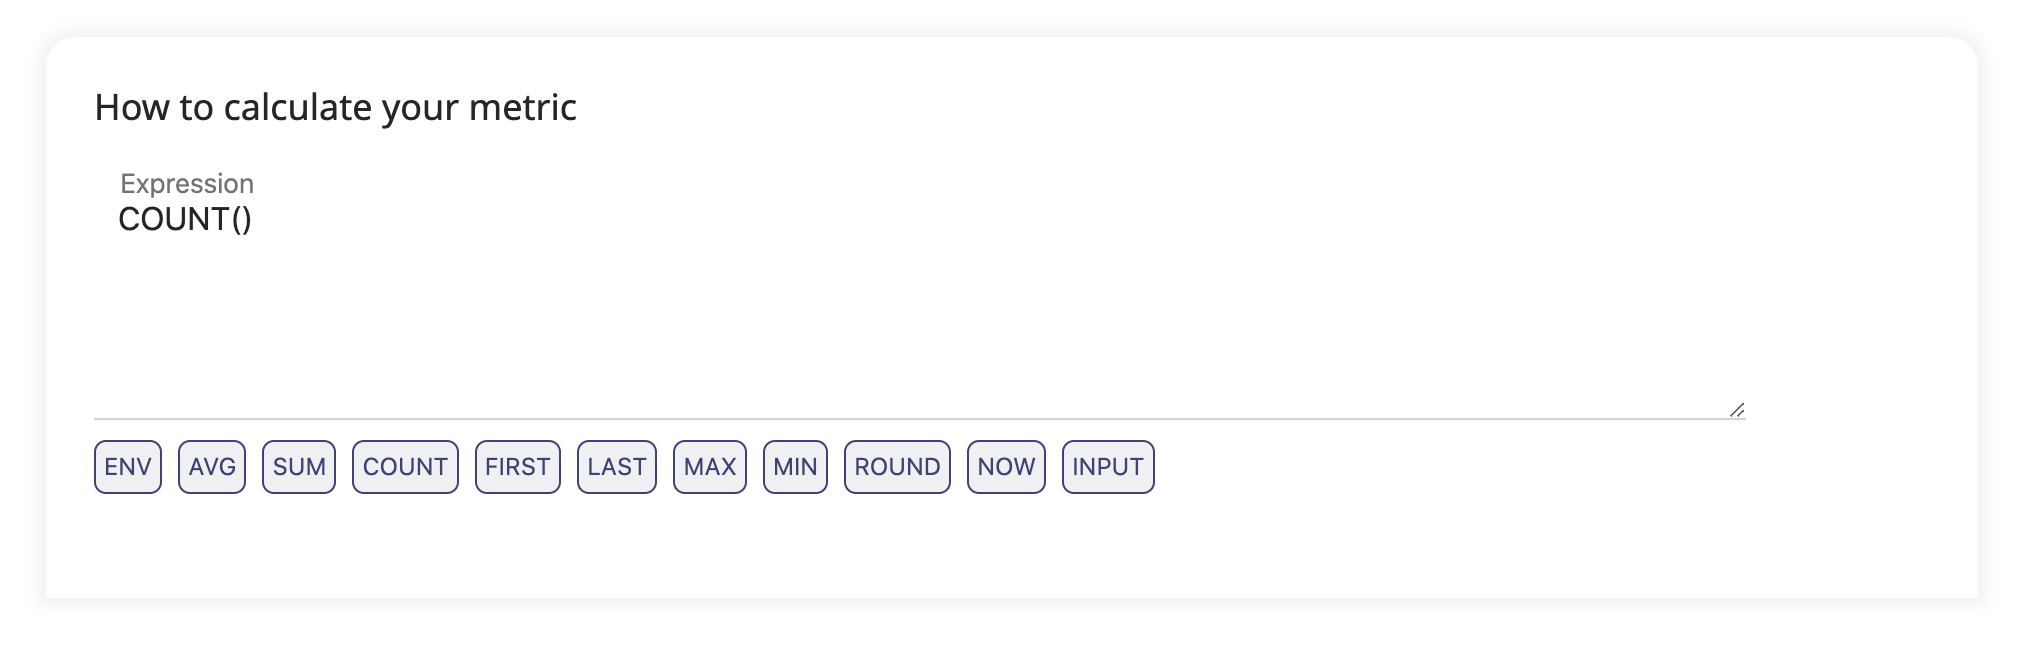 How to calculate your metric
Expression
COUNT()
ENV AVG SUM COUNT FIRST LAST MAX MIN ROUND NOW INPUT